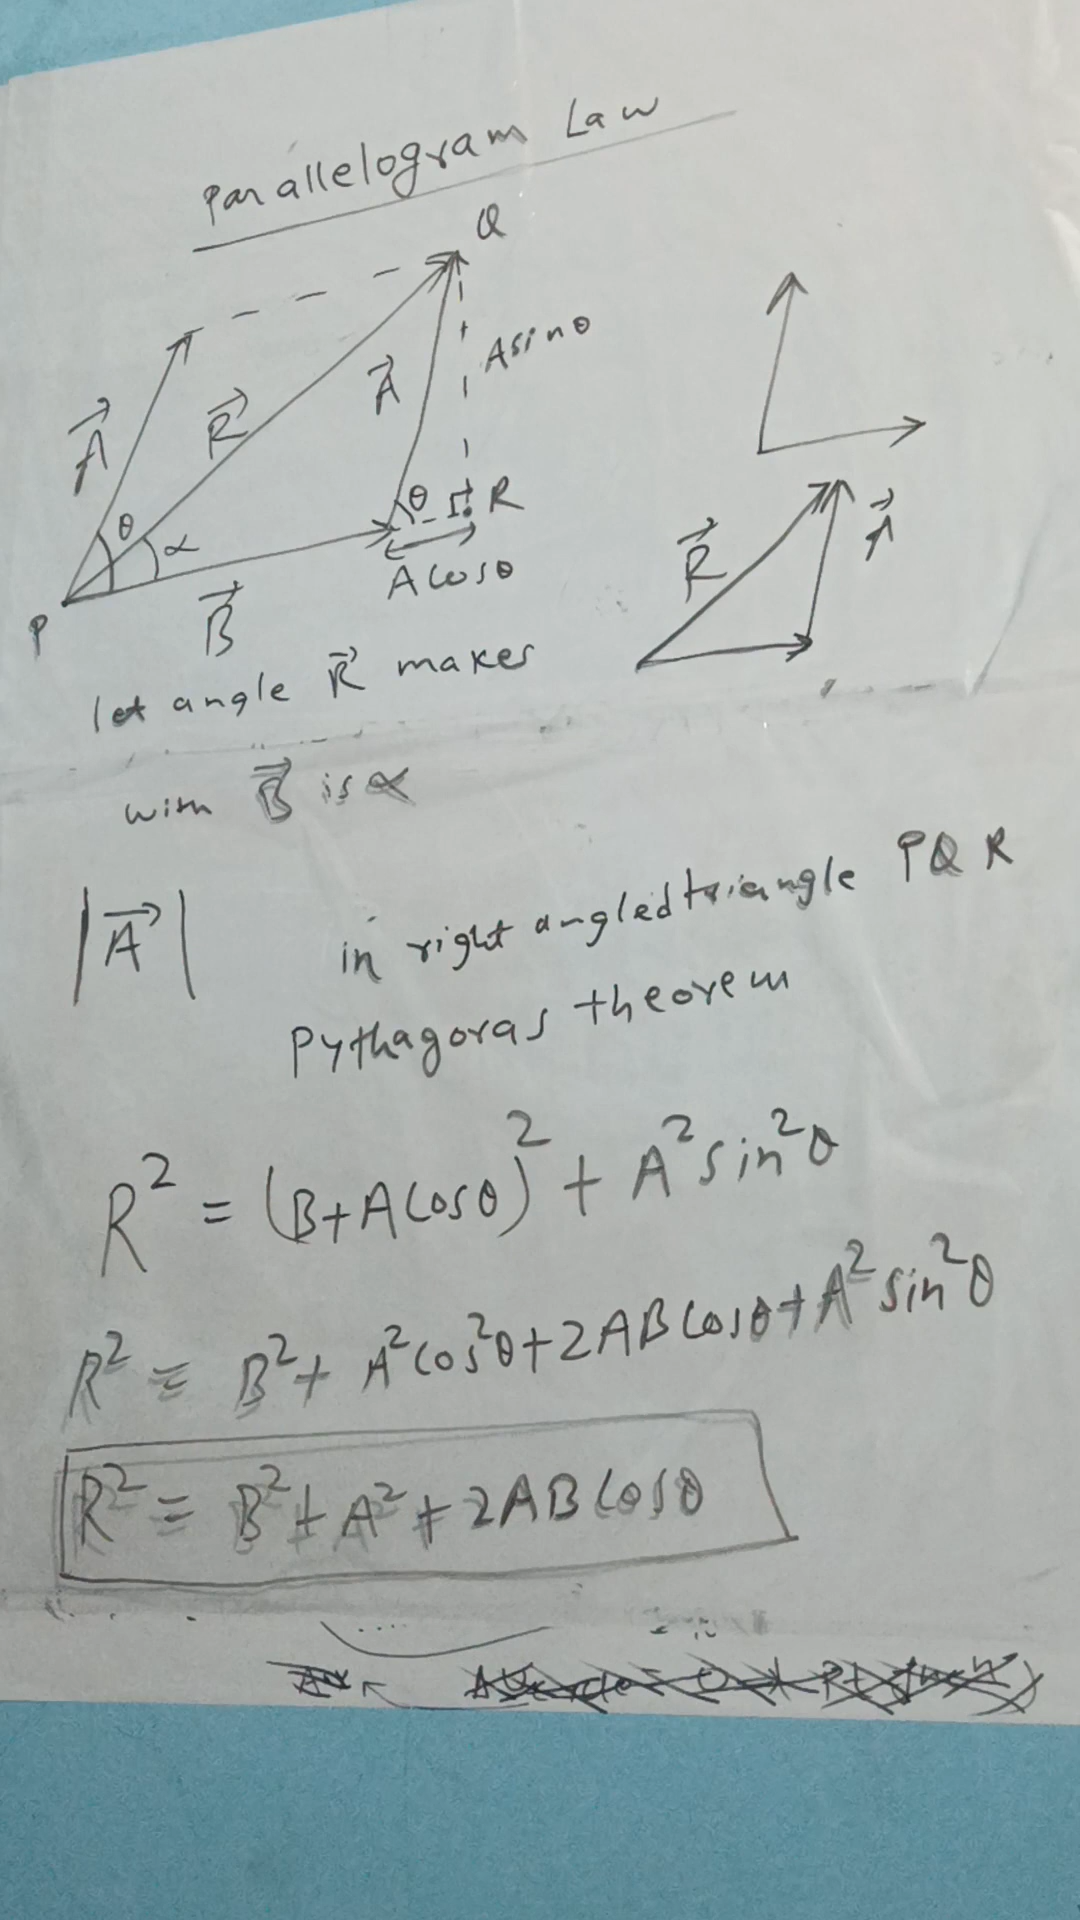 Parallelogram Law
Q
A⃗
R⃗
A⃗
Asinθ
θ
α
θ
R
P
B⃗
Acosθ
R⃗
A⃗
let angle R⃗ makes
with B⃗ is α
|A⃗|
in right angled triangle PQR
Pythagoras theorem
R² = (B+Acosθ)² + A²sin²θ
R² = B² + A²cos²θ + 2ABcosθ + A²sin²θ
R² = B² + A² + 2ABcosθ